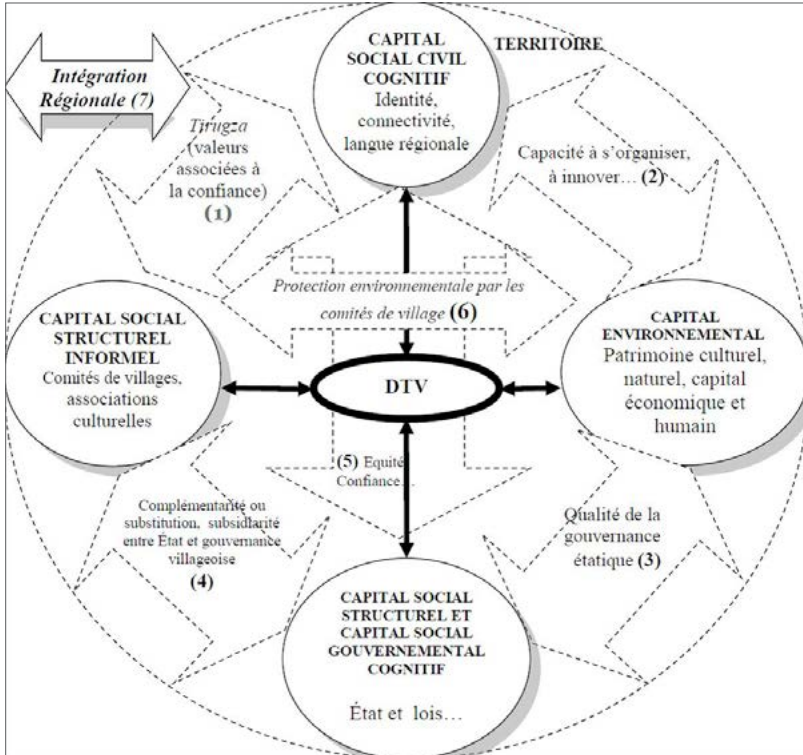 CAPITAL
SOCIAL CIVIL
COGNITIF
Identité,
connectivité,
langue régionale
TERRITOIRE
Intégration
Régionale (7)
Tirugza
(valeurs
associées à
la confiance)
(1)
Capacité à s'organiser,
à innover… (2)
Protection environnementale par les
comités de village (6)
CAPITAL SOCIAL
STRUCTUREL
INFORMEL
Comités de villages,
associations
culturelles
DTV
CAPITAL
ENVIRONNEMENTAL
Patrimoine culturel,
naturel, capital
économique et
humain
(5) Equité
Confiance…
Complémentarité ou
substitution, subsidiarité
entre État et gouvernance
villageoise
(4)
Qualité de la
gouvernance
étatique (3)
CAPITAL SOCIAL
STRUCTUREL ET
CAPITAL SOCIAL
GOUVERNEMENTAL
COGNITIF
État et lois…